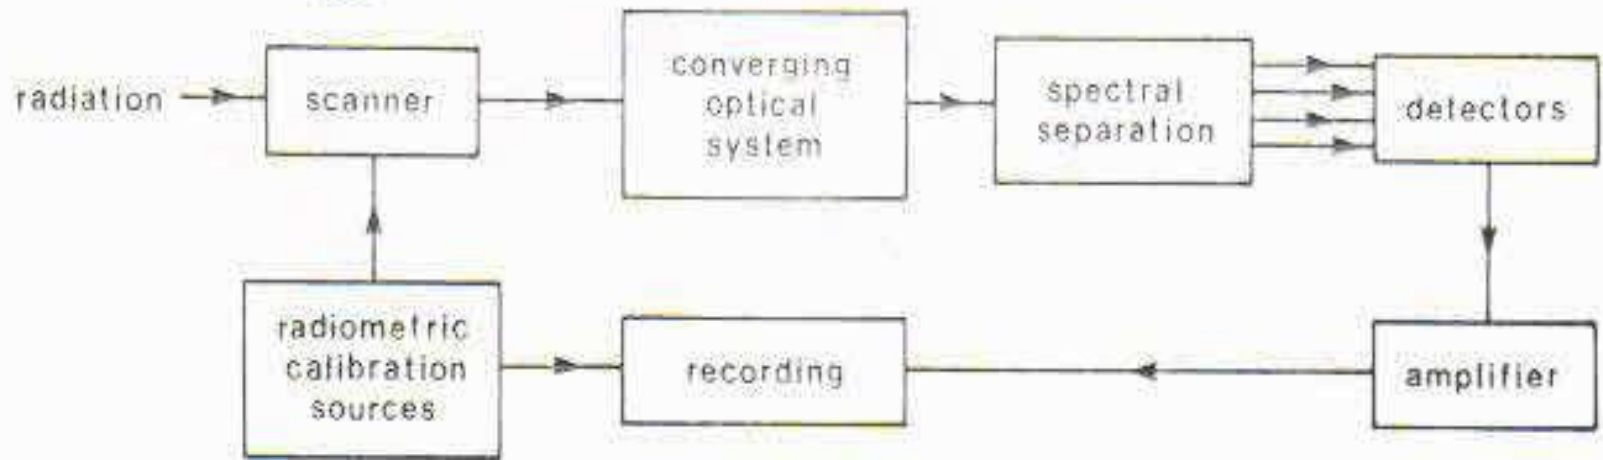 radiation
scanner
converging
optical
system
spectral
separation
detectors
radiometric
calibration
sources
recording
amplifier